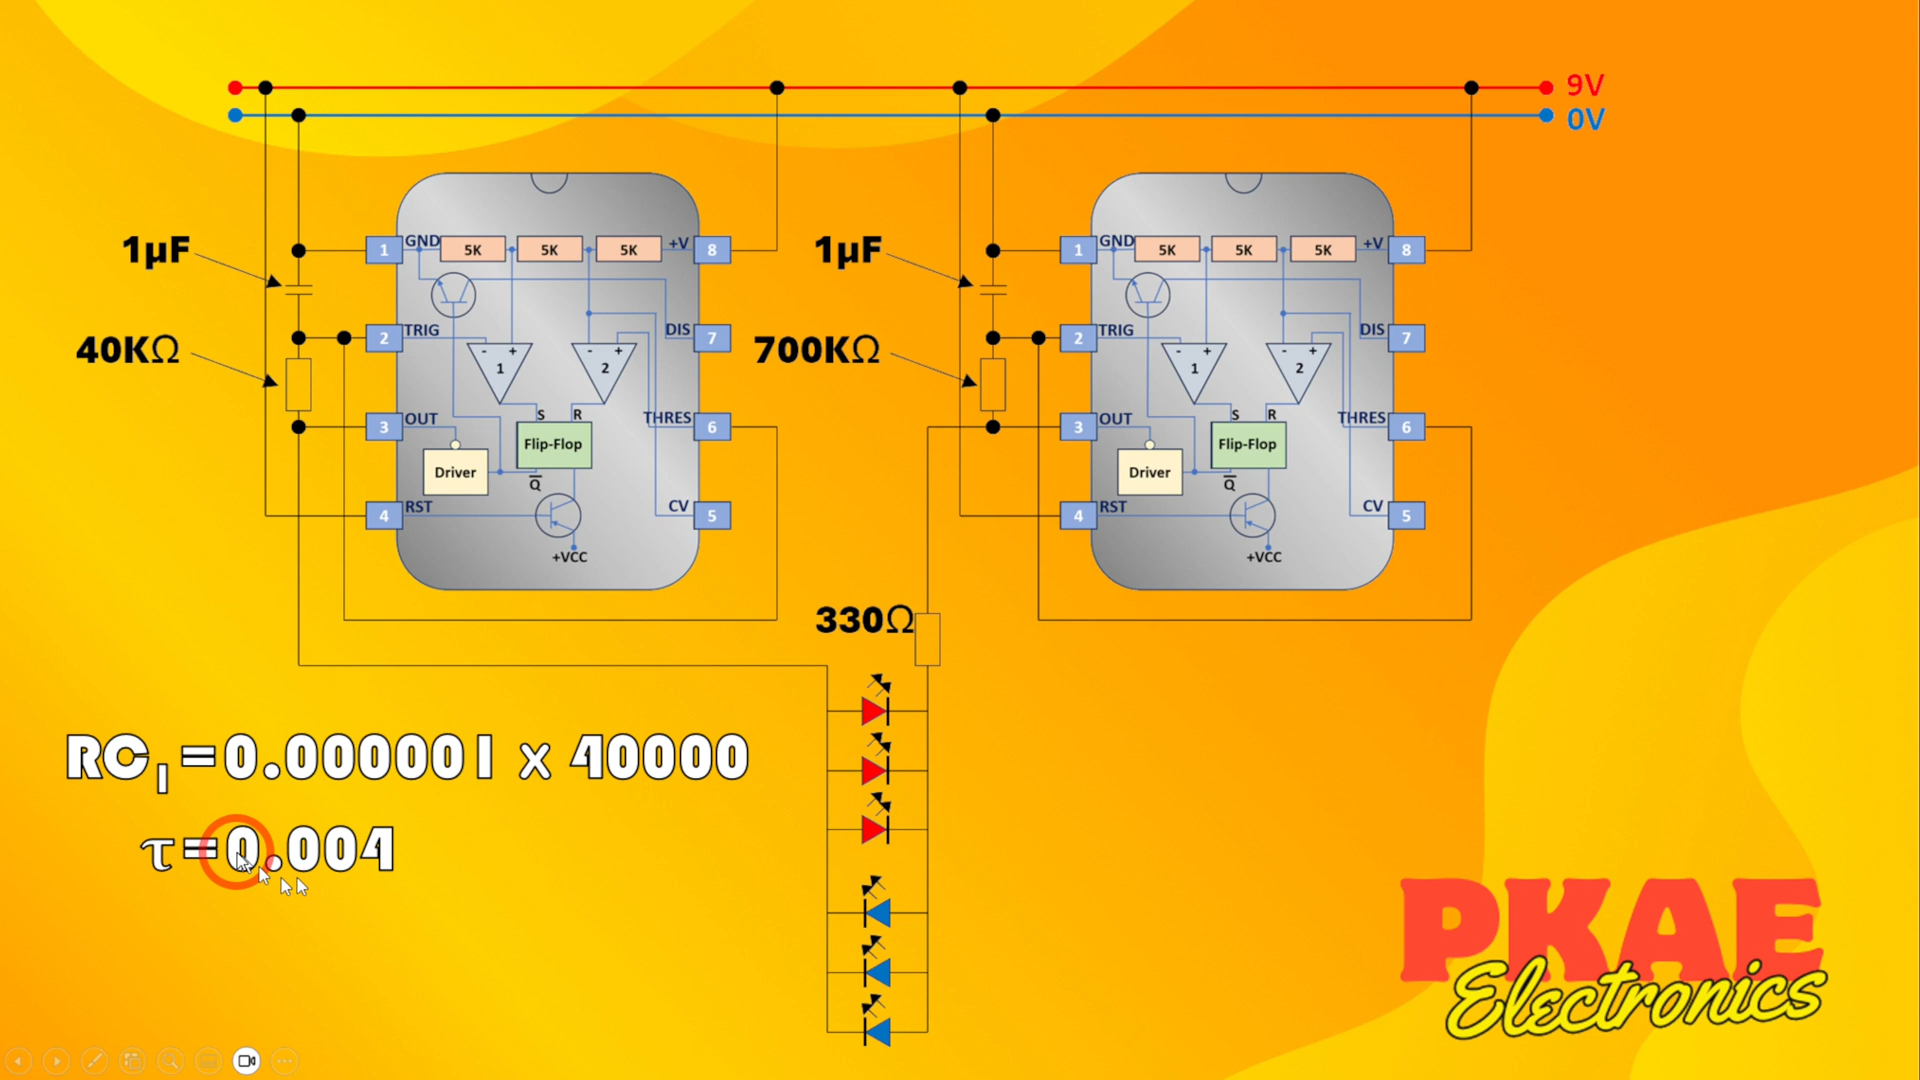 9V
0V
1µF
40KΩ
1
GND
5K
5K
5K
+V
8
2
TRIG
DIS
7
- +
1
- +
2
3
OUT
S
R
THRES
6
Flip-Flop
Driver
Q
4
RST
CV
5
+VCC
1µF
700KΩ
1
GND
5K
5K
5K
+V
8
2
TRIG
DIS
7
- +
1
- +
2
3
OUT
S
R
THRES
6
Flip-Flop
Driver
Q
4
RST
CV
5
+VCC
330Ω
RC1=0.000001 x 40000
τ=0.004
PKAE
Electronics